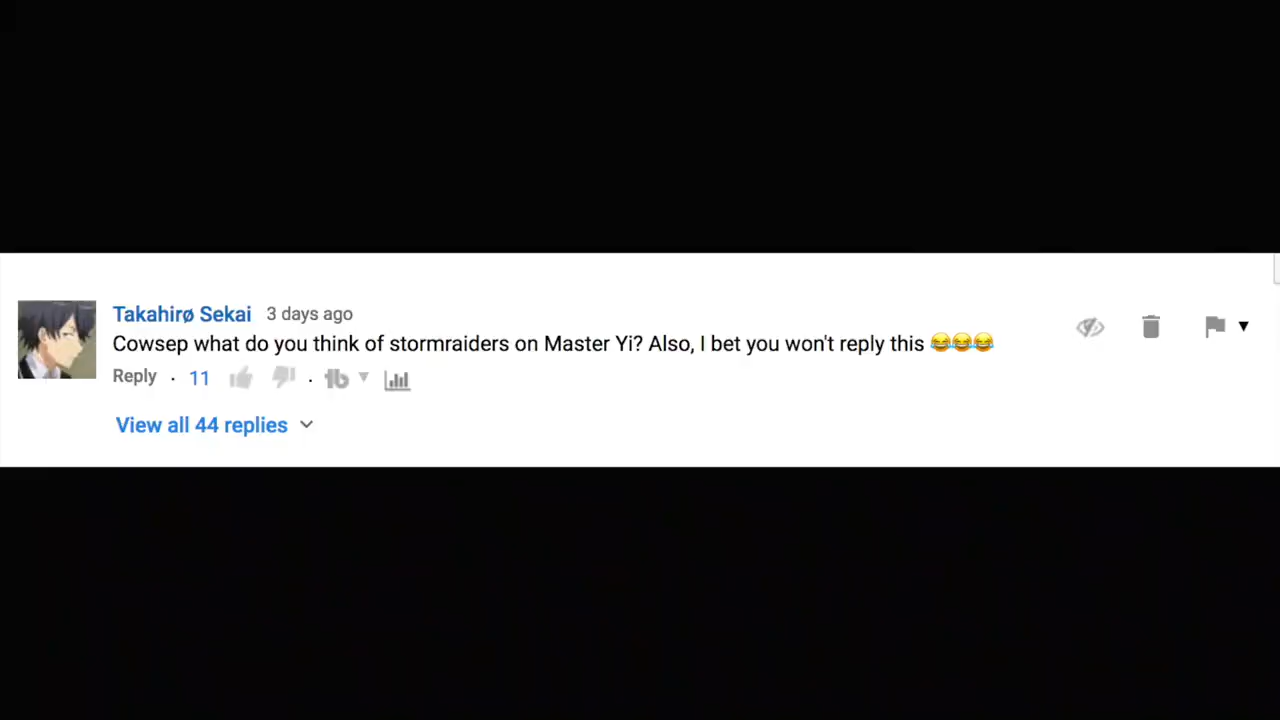 Takahirø Sekai 3 days ago
Cowsep what do you think of stormraiders on Master Yi? Also, I bet you won't reply this 😂😂😂
Reply · 11 ·
View all 44 replies